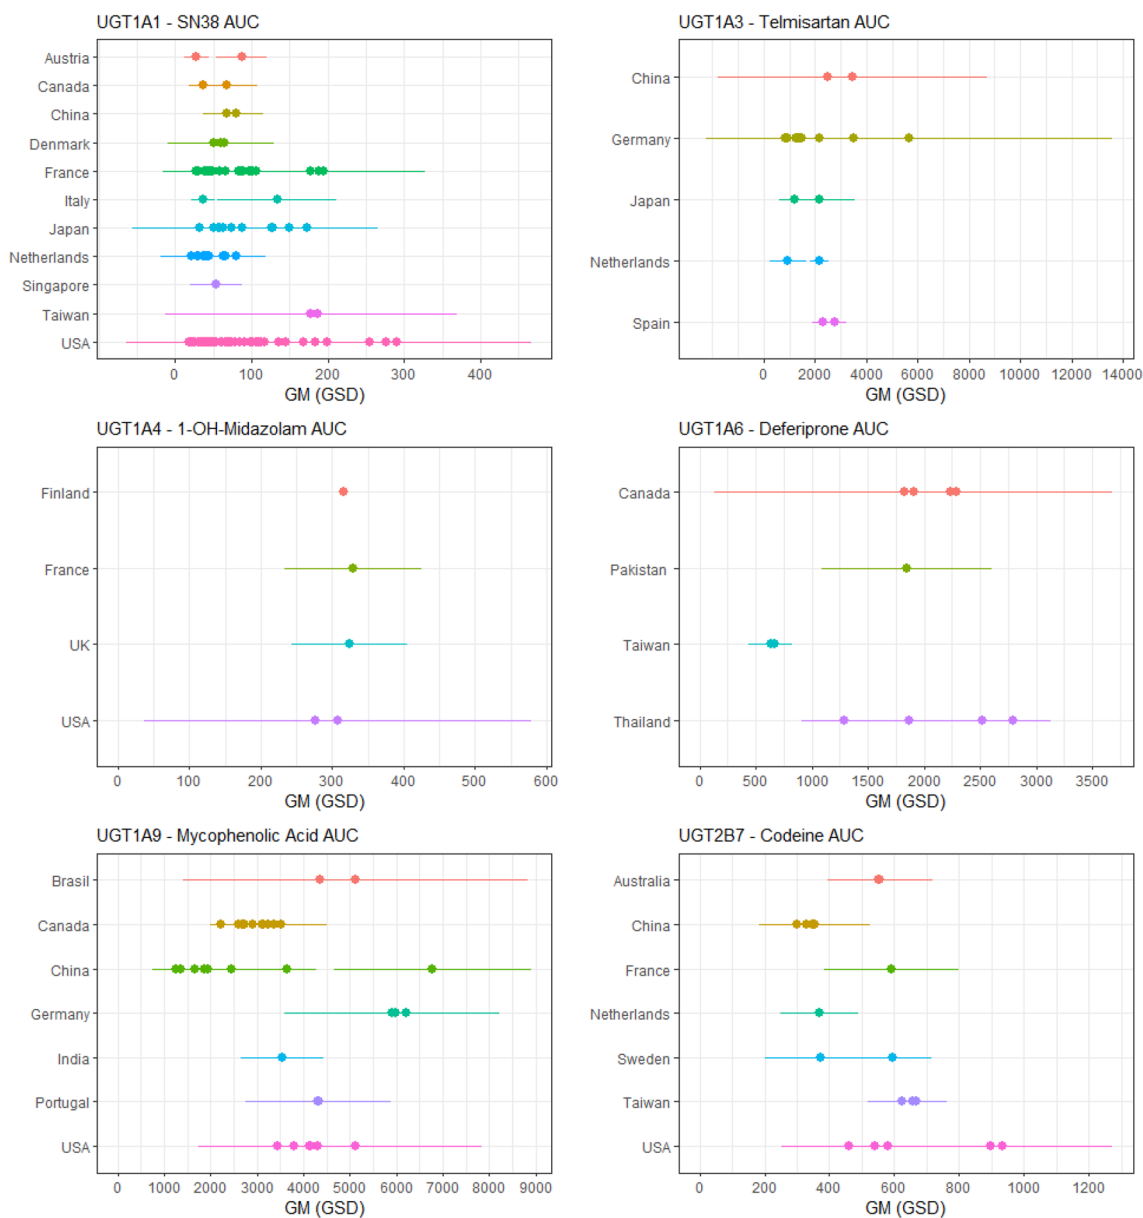 UGT1A1 - SN38 AUC
Austria
Canada
China
Denmark
France
Italy
Japan
Netherlands
Singapore
Taiwan
USA
0 100 200 300 400
GM (GSD)
UGT1A3 - Telmisartan AUC
China
Germany
Japan
Netherlands
Spain
0 2000 4000 6000 8000 10000 12000 14000
GM (GSD)
UGT1A4 - 1-OH-Midazolam AUC
Finland
France
UK
USA
0 100 200 300 400 500 600
GM (GSD)
UGT1A6 - Deferiprone AUC
Canada
Pakistan
Taiwan
Thailand
0 500 1000 1500 2000 2500 3000 3500
GM (GSD)
UGT1A9 - Mycophenolic Acid AUC
Brasil
Canada
China
Germany
India
Portugal
USA
0 1000 2000 3000 4000 5000 6000 7000 8000 9000
GM (GSD)
UGT2B7 - Codeine AUC
Australia
China
France
Netherlands
Sweden
Taiwan
USA
0 200 400 600 800 1000 1200
GM (GSD)